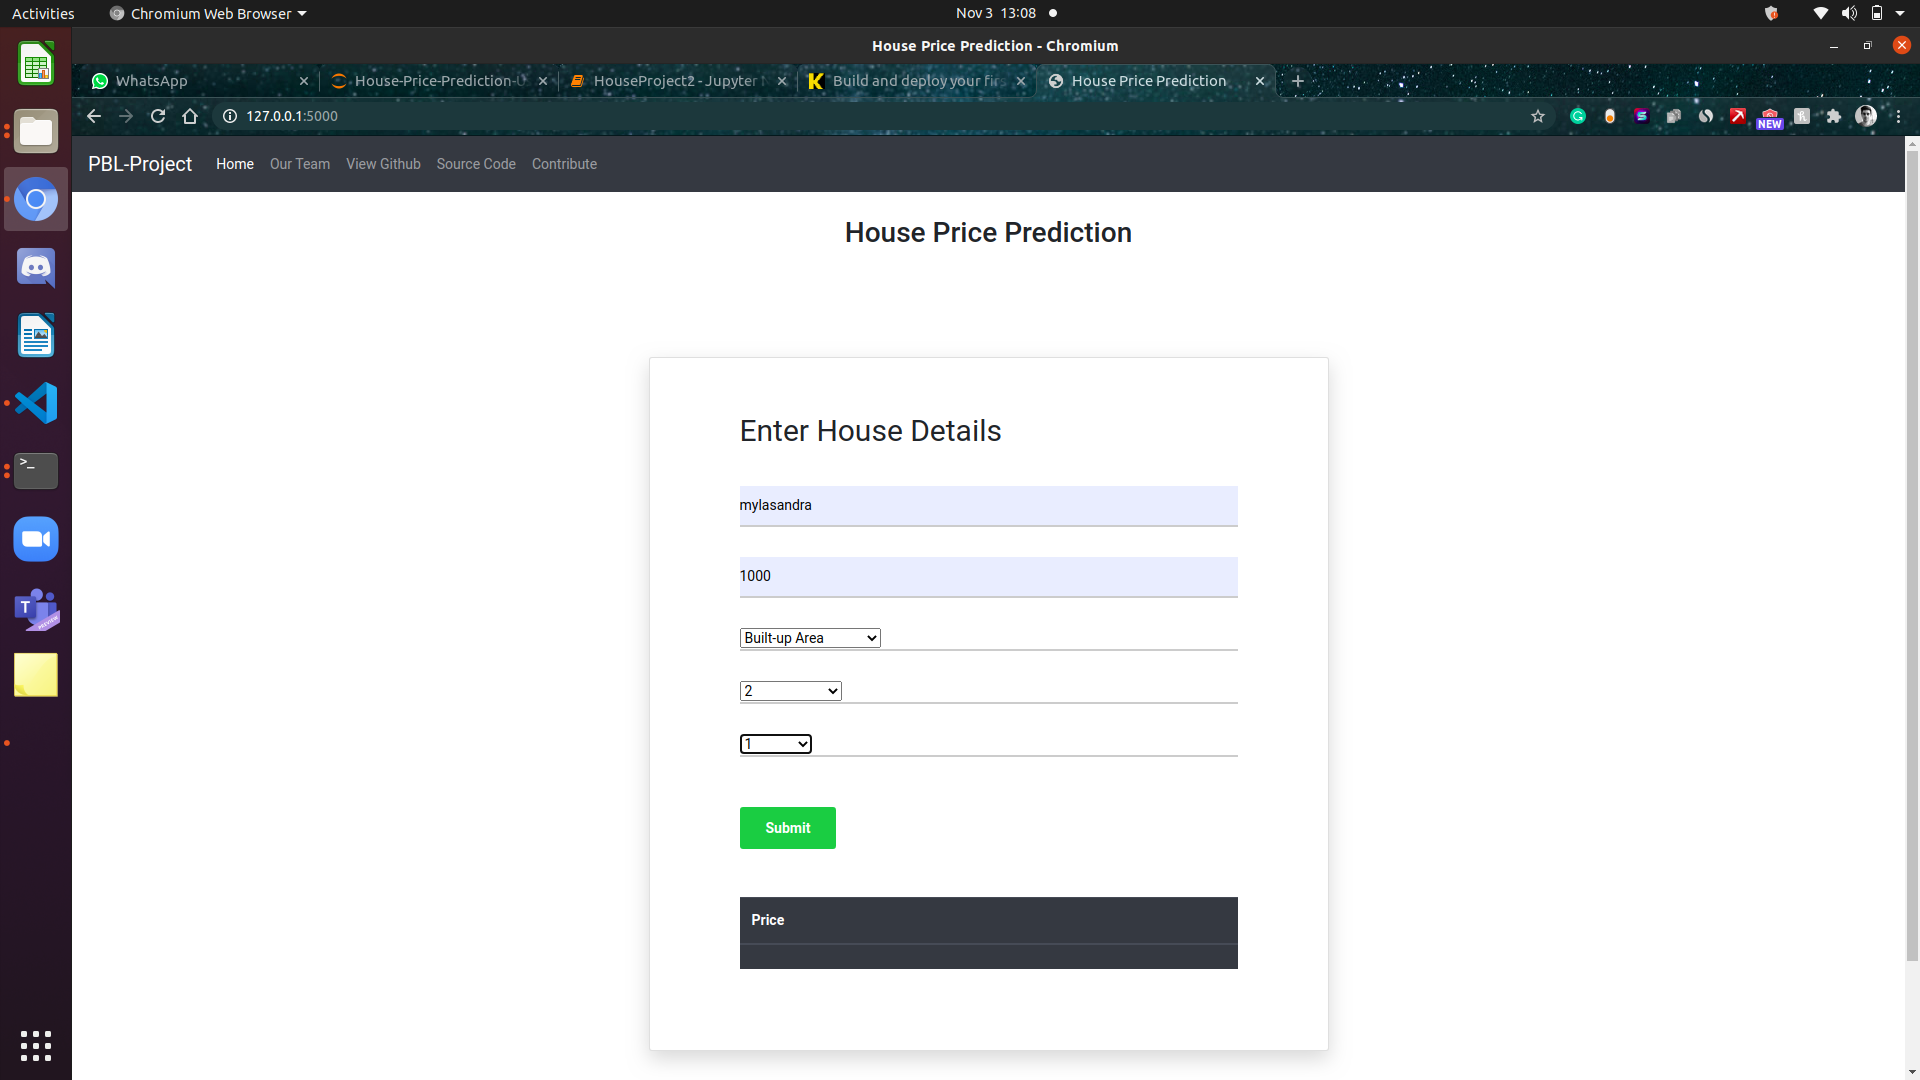 Activities Chromium Web Browser Nov 3 13:08
House Price Prediction - Chromium
WhatsApp House-Price-Prediction- HouseProject2 - Jupyter Build and deploy your firs House Price Prediction
127.0.0.1:5000 NEW
PBL-Project Home Our Team View Github Source Code Contribute
House Price Prediction
Enter House Details
mylasandra
1000
Built-up Area
2
1
Submit
Price